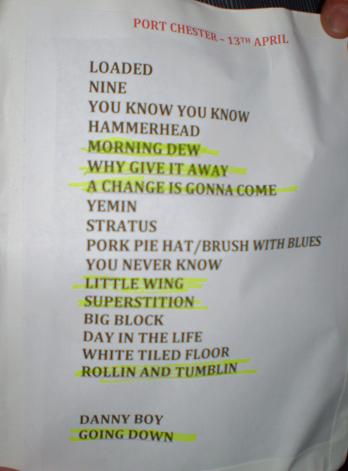 PORT CHESTER – 13TH APRIL
LOADED
NINE
YOU KNOW YOU KNOW
HAMMERHEAD
MORNING DEW
WHY GIVE IT AWAY
A CHANGE IS GONNA COME
YEMIN
STRATUS
PORK PIE HAT/BRUSH WITH BLUES
YOU NEVER KNOW
LITTLE WING
SUPERSTITION
BIG BLOCK
DAY IN THE LIFE
WHITE TILED FLOOR
ROLLIN AND TUMBLIN
DANNY BOY
GOING DOWN